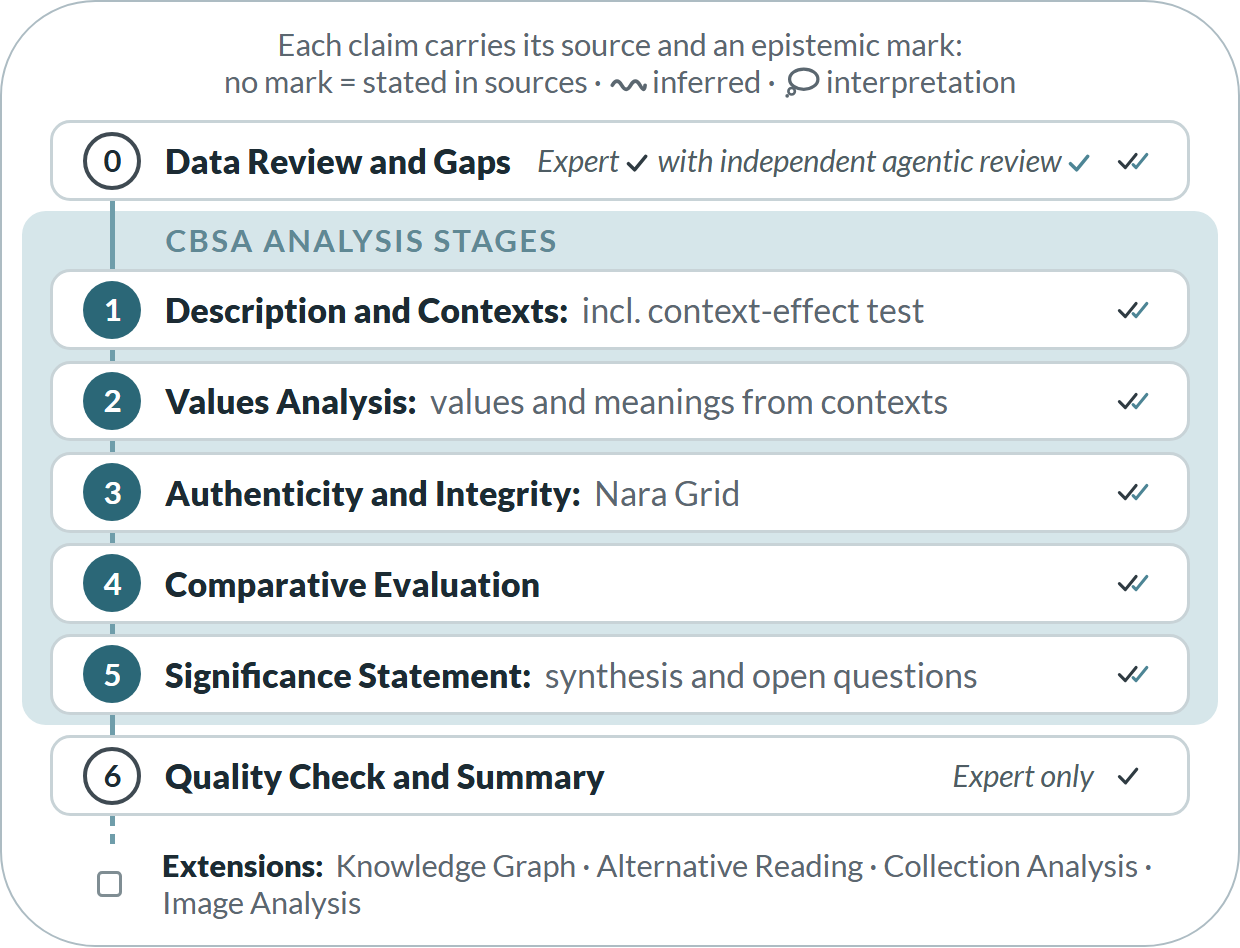 Each claim carries its source and an epistemic mark:
no mark = stated in sources · inferred · interpretation
0 Data Review and Gaps Expert ✓ with independent agentic review ✓
CBSA ANALYSIS STAGES
1 Description and Contexts: incl. context-effect test
2 Values Analysis: values and meanings from contexts
3 Authenticity and Integrity: Nara Grid
4 Comparative Evaluation
5 Significance Statement: synthesis and open questions
6 Quality Check and Summary Expert only ✓
Extensions: Knowledge Graph · Alternative Reading · Collection Analysis ·
Image Analysis